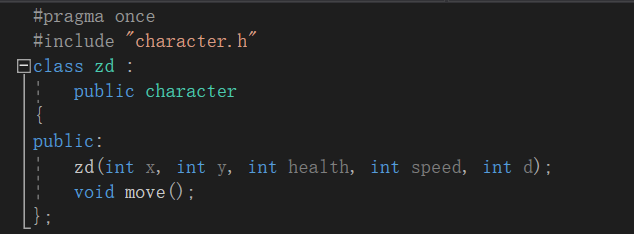 #pragma once
#include "character.h"
class zd :
public character
{
public:
zd(int x, int y, int health, int speed, int d);
void move();
};